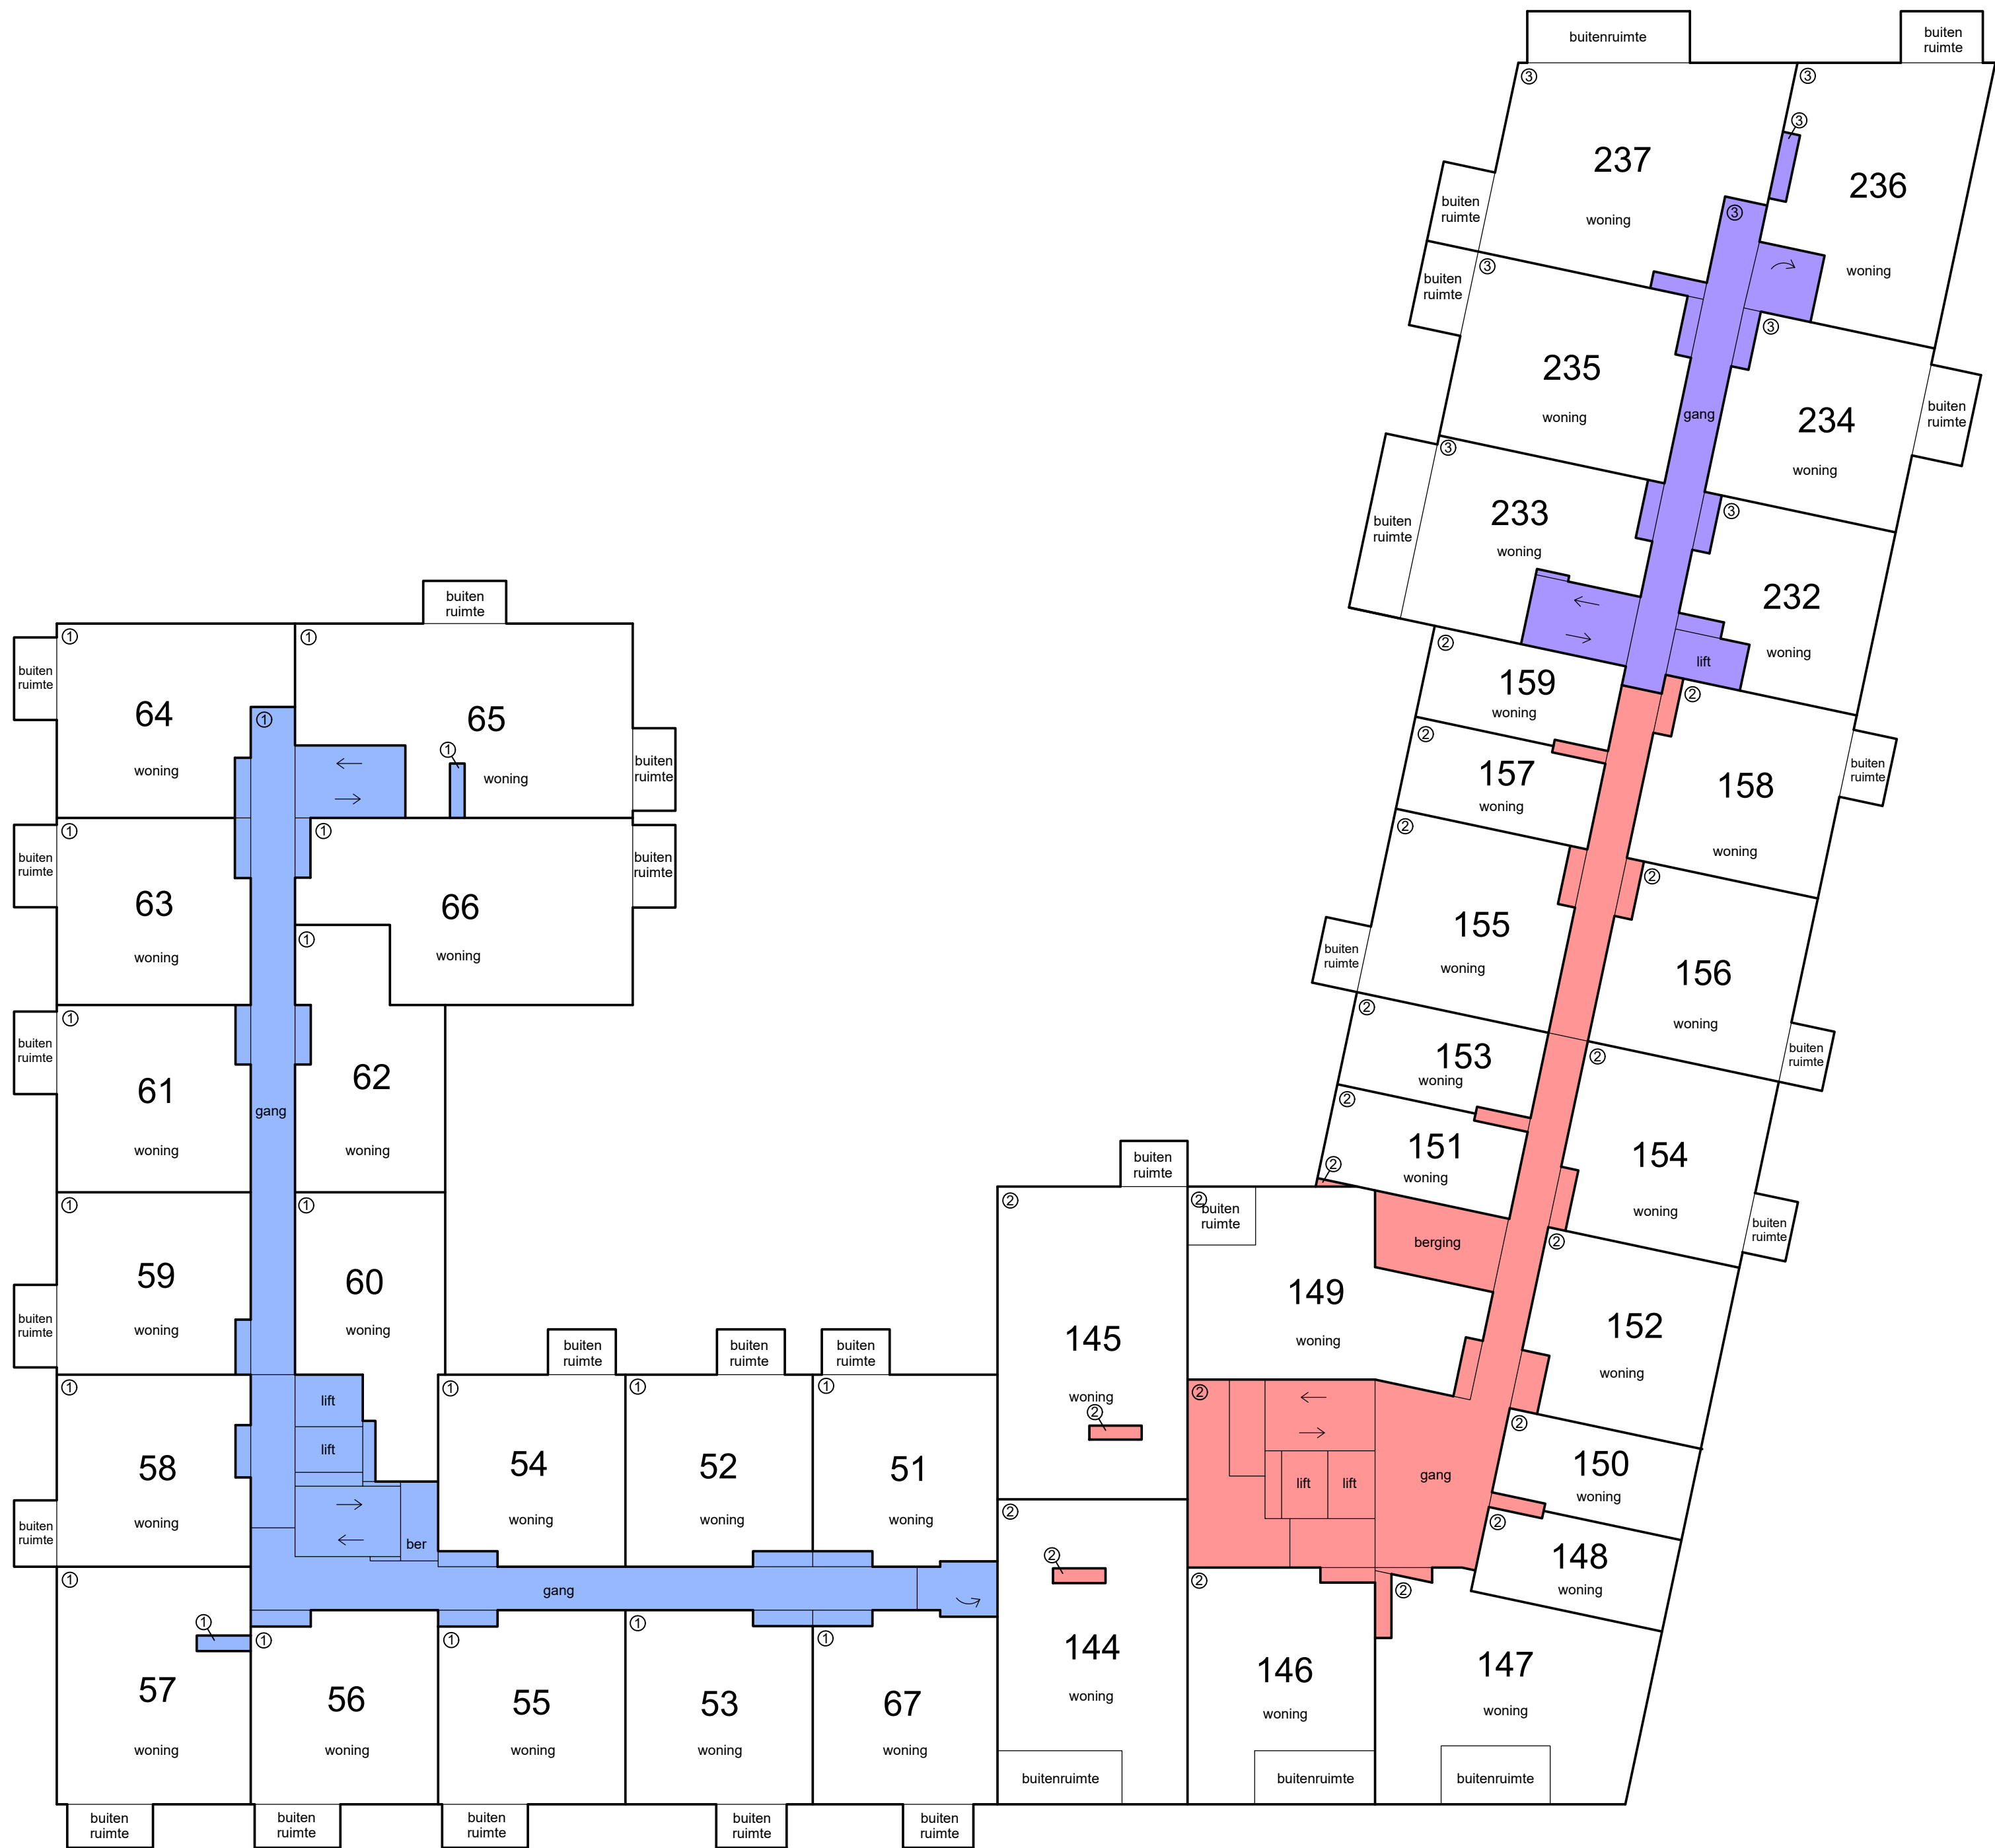 buitenruimte
buiten
ruimte
③
③
③
237
woning
236
woning
③
buiten
ruimte
buiten
ruimte
③
③
235
woning
gang
234
woning
buiten
ruimte
③
③
233
woning
buiten
ruimte
232
woning
lift
buiten
ruimte
①
①
buiten
ruimte
64
woning
①
65
woning
①
buiten
ruimte
②
159
woning
②
②
157
woning
158
woning
buiten
ruimte
①
①
buiten
ruimte
63
woning
66
woning
buiten
ruimte
②
②
155
woning
buiten
ruimte
156
woning
buiten
ruimte
①
①
buiten
ruimte
61
woning
gang
62
woning
②
②
153
woning
②
151
woning
②
154
woning
buiten
ruimte
①
①
59
woning
buiten
ruimte
60
woning
buiten
ruimte
buiten
ruimte
buiten
ruimte
buiten
ruimte
②
②
buiten
ruimte
berging
②
145
woning
②
149
woning
152
woning
①
①
①
①
58
woning
buiten
ruimte
lift
lift
ber
54
woning
52
woning
51
woning
②
lift
lift
gang
②
150
woning
②
148
woning
①
①
57
woning
gang
①
56
woning
①
55
woning
①
53
woning
①
67
woning
②
②
144
woning
②
146
woning
②
147
woning
buitenruimte
buitenruimte
buitenruimte
buiten
ruimte
buiten
ruimte
buiten
ruimte
buiten
ruimte
buiten
ruimte